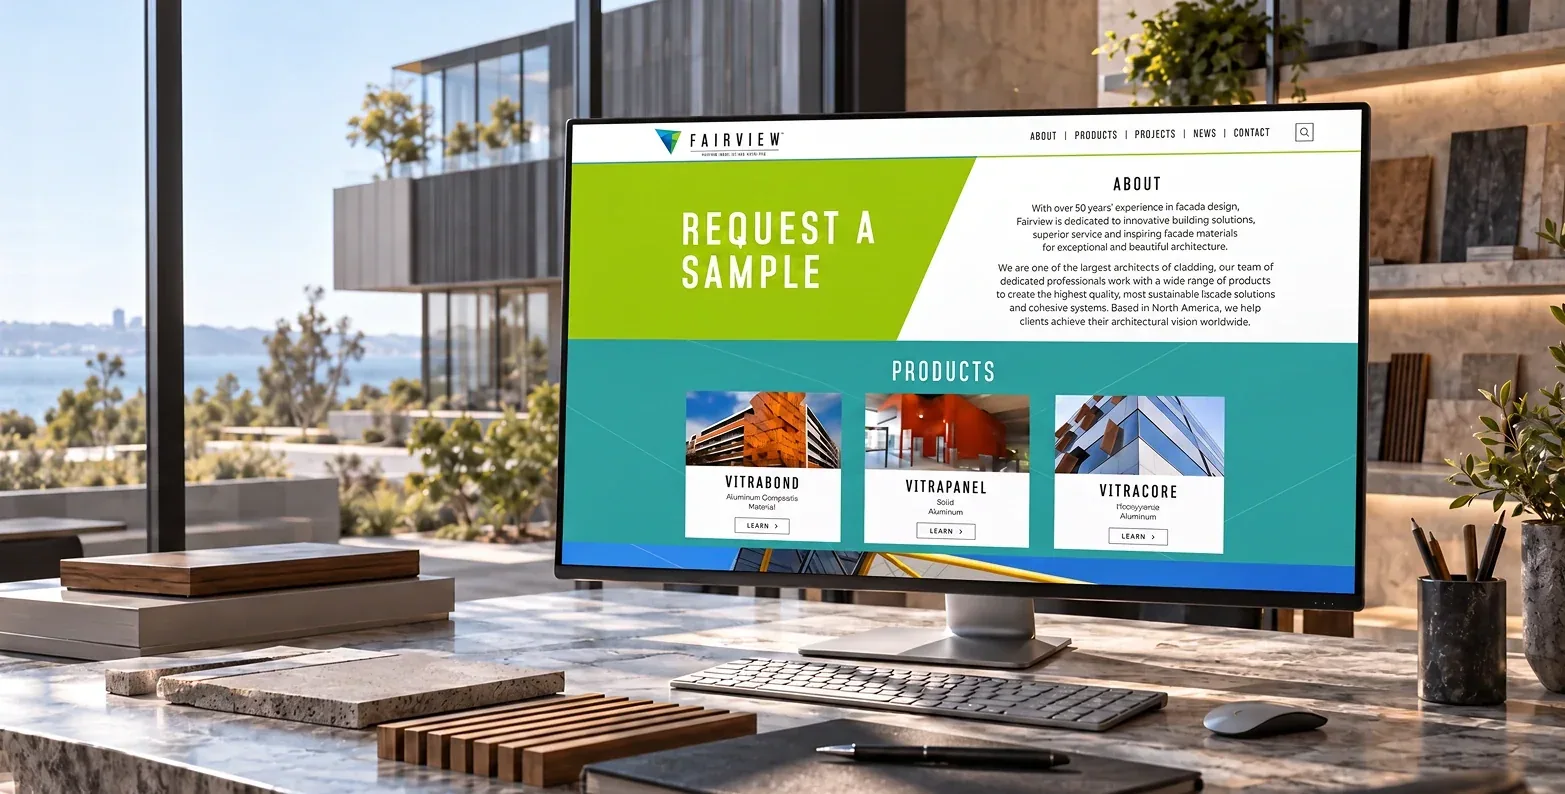 FAIRVIEW
ABOUT | PRODUCTS | PROJECTS | NEWS | CONTACT
REQUEST A
SAMPLE
ABOUT
With over 50 years' experience in facada design,
Fairview is dedicated to innovative building solutions,
superior service and inspiring facade materials
for exceptional and beautiful architecture.
We are one of the largest architects of cladding, our team of
dedicated professionals work with a wide range of products
to create the highest quality, most sustainable lscade solutions
and cohesive systems. Based in North America, we help
clients achieve their architectural vision worldwide.
PRODUCTS
VITRABOND
Aluminum Compastis
Material
LEARN >
VITRAPANEL
Solid
Aluminum
LEARN >
VITRACORE
Aluminum
LEARN >